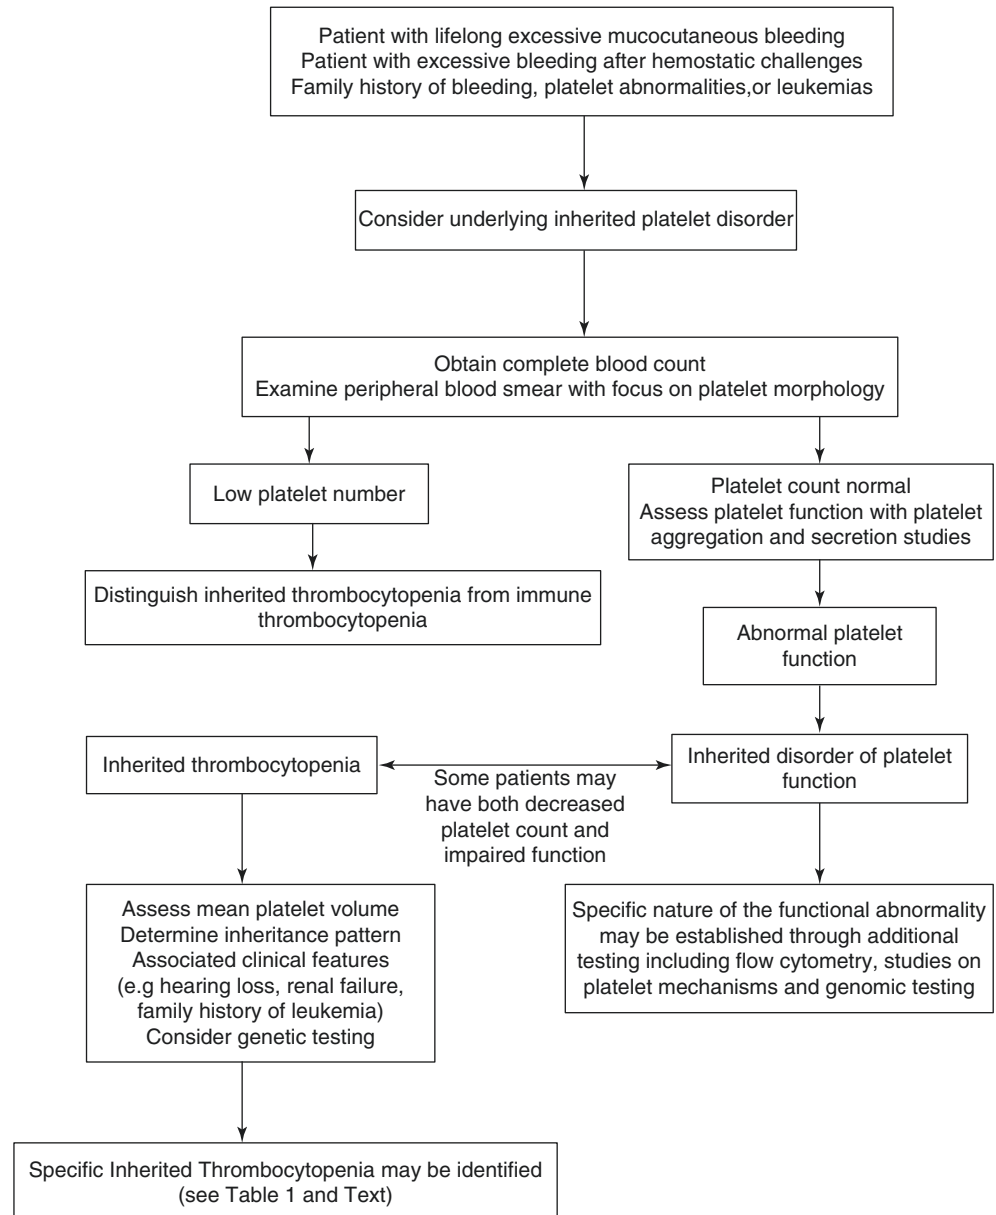 Patient with lifelong excessive mucocutaneous bleeding
Patient with excessive bleeding after hemostatic challenges
Family history of bleeding, platelet abnormalities,or leukemias
Consider underlying inherited platelet disorder
Obtain complete blood count
Examine peripheral blood smear with focus on platelet morphology
Low platelet number
Platelet count normal
Assess platelet function with platelet
aggregation and secretion studies
Distinguish inherited thrombocytopenia from immune
thrombocytopenia
Abnormal platelet
function
Inherited thrombocytopenia
Some patients may
have both decreased
platelet count and
impaired function
Inherited disorder of platelet
function
Assess mean platelet volume
Determine inheritance pattern
Associated clinical features
(e.g hearing loss, renal failure,
family history of leukemia)
Consider genetic testing
Specific nature of the functional abnormality
may be established through additional
testing including flow cytometry, studies on
platelet mechanisms and genomic testing
Specific Inherited Thrombocytopenia may be identified
(see Table 1 and Text)